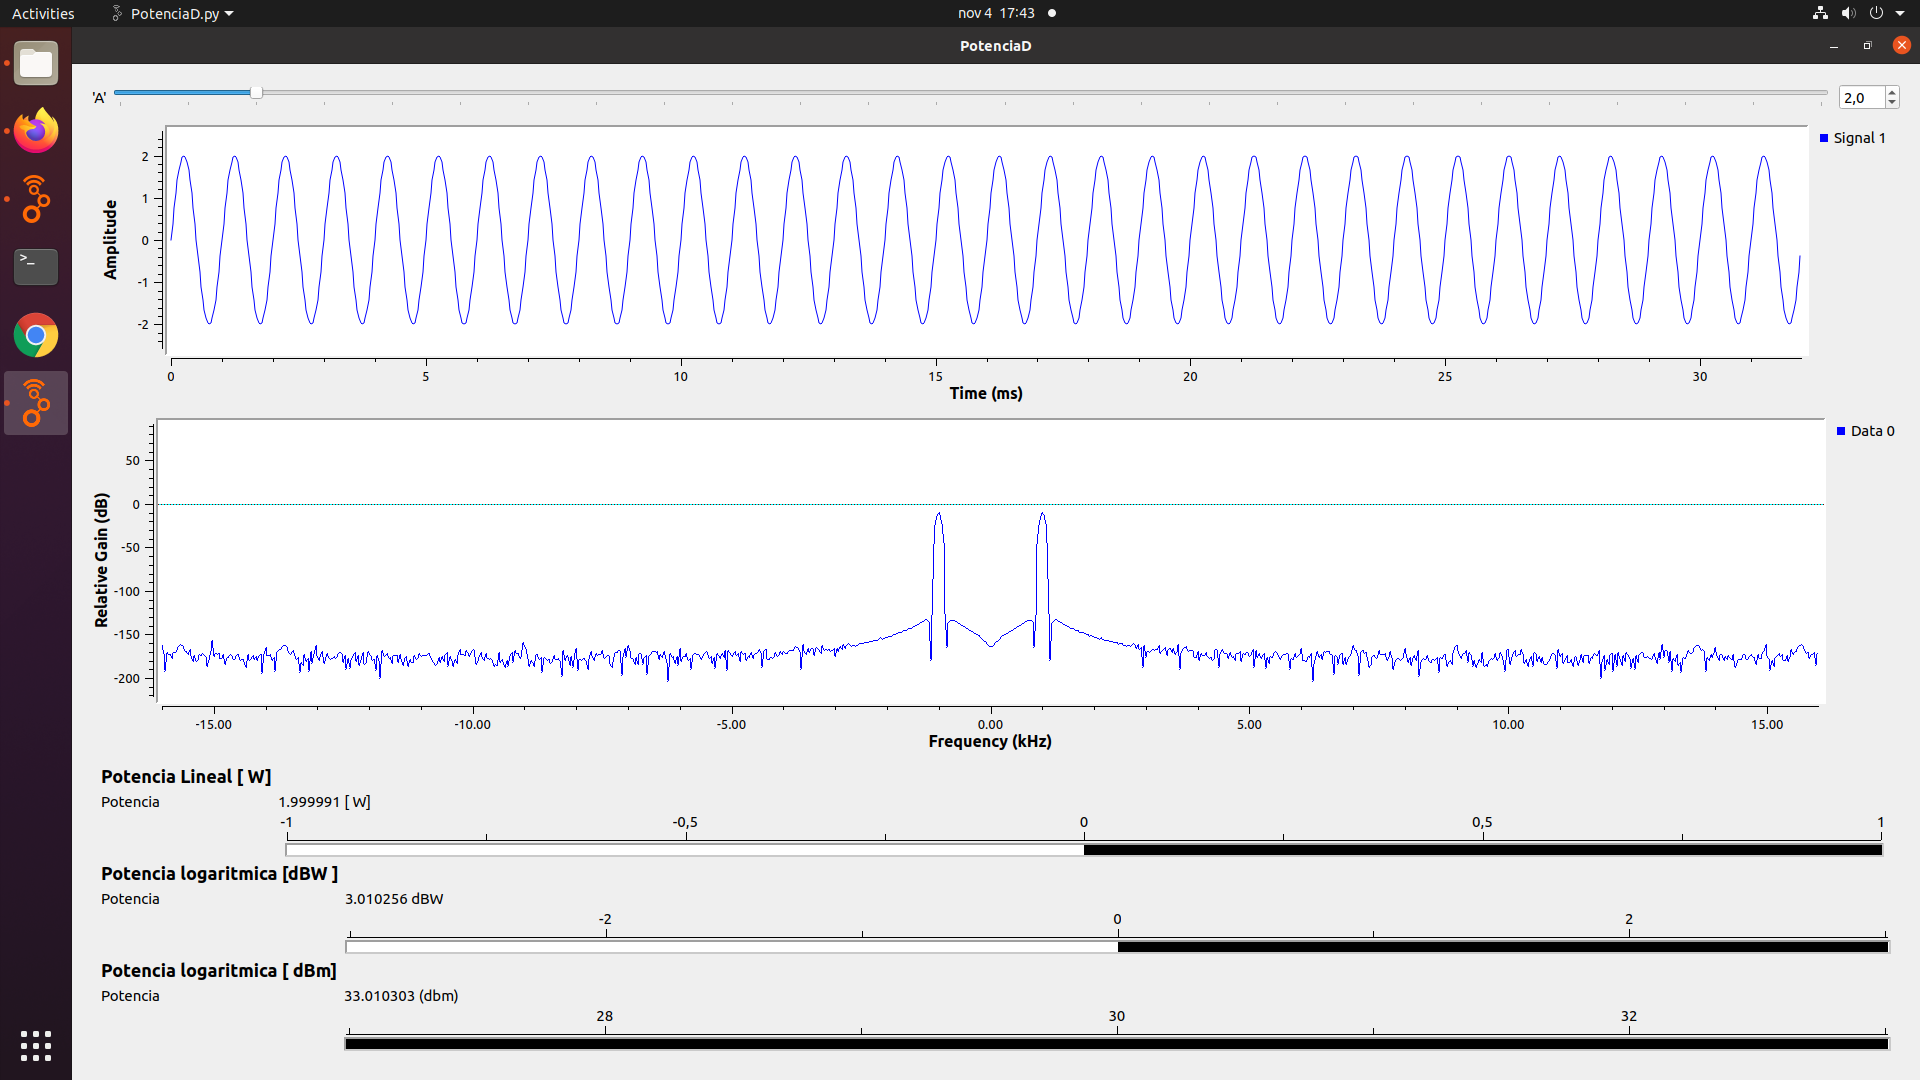 Activities PotenciaD.py nov 4 17:43
PotenciaD
'A' 2,0
Signal 1
Amplitude
2
1
0
-1
-2
0 5 10 15 20 25 30
Time (ms)
Data 0
Relative Gain (dB)
50
0
-50
-100
-150
-200
-15.00 -10.00 -5.00 0.00 5.00 10.00 15.00
Frequency (kHz)
Potencia Lineal [ W]
Potencia 1.999991 [ W]
-1 -0,5 0 0,5 1
Potencia logaritmica [dBW ]
Potencia 3.010256 dBW
-2 0 2
Potencia logaritmica [ dBm]
Potencia 33.010303 (dbm)
28 30 32